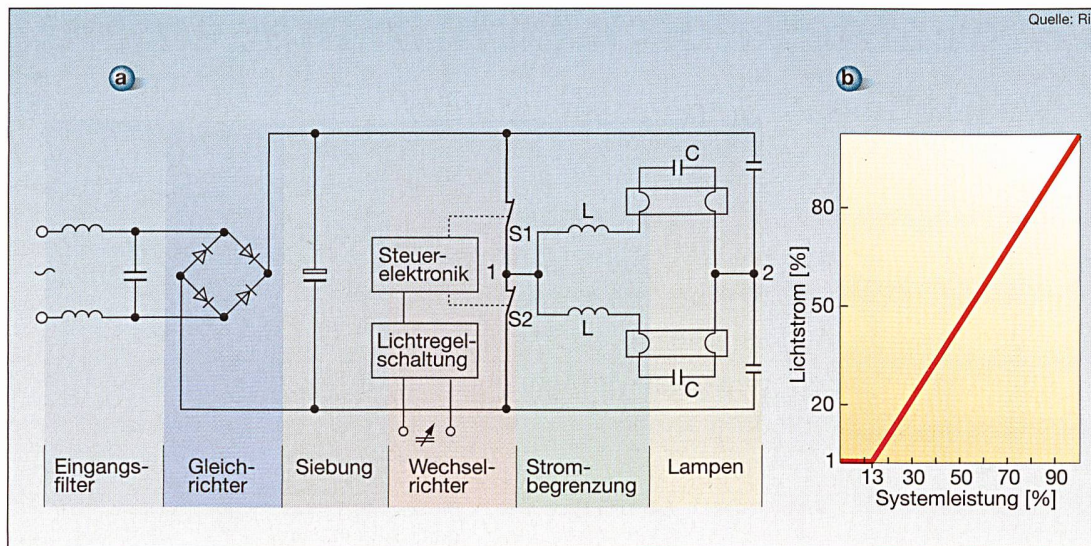 Quelle: Ri
a
b
C
L
S1
Steuer-
elektronik
1
2
S2
L
Lichtregel-
schaltung
C
Eingangs-
filter
Gleich-
richter
Siebung
Wechsel-
richter
Strom-
begrenzung
Lampen
Lichtstrom [%]
80
50
20
1
13 30 50 70 90
Systemleistung [%]